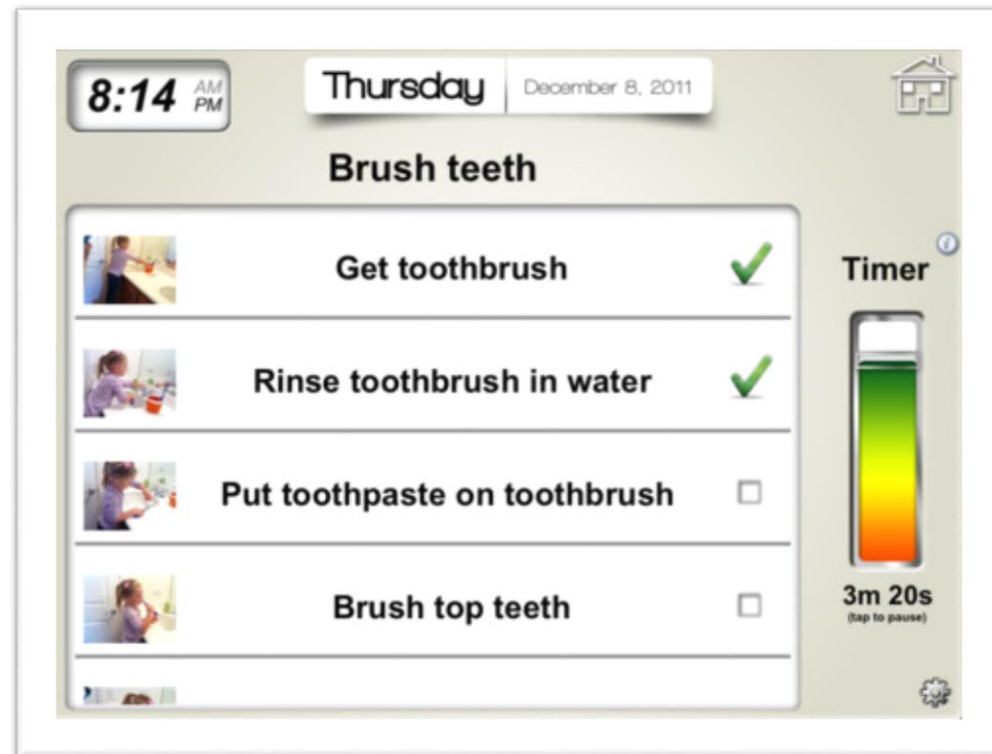 8:14 AM
PM
Thursday December 8, 2011
Brush teeth
Get toothbrush
Rinse toothbrush in water
Put toothpaste on toothbrush
Brush top teeth
i
Timer
3m 20s
(tap to pause)